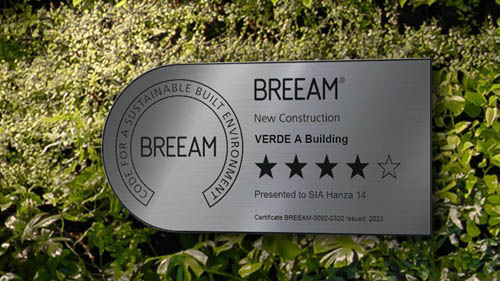 CODE FOR A SUSTAINABLE BUILT ENVIRONMENT
BREEAM
BREEAM®
New Construction
VERDE A Building
Presented to SIA Hanza 14
Certificate BREEAM-0092-0322 Issued: 2023